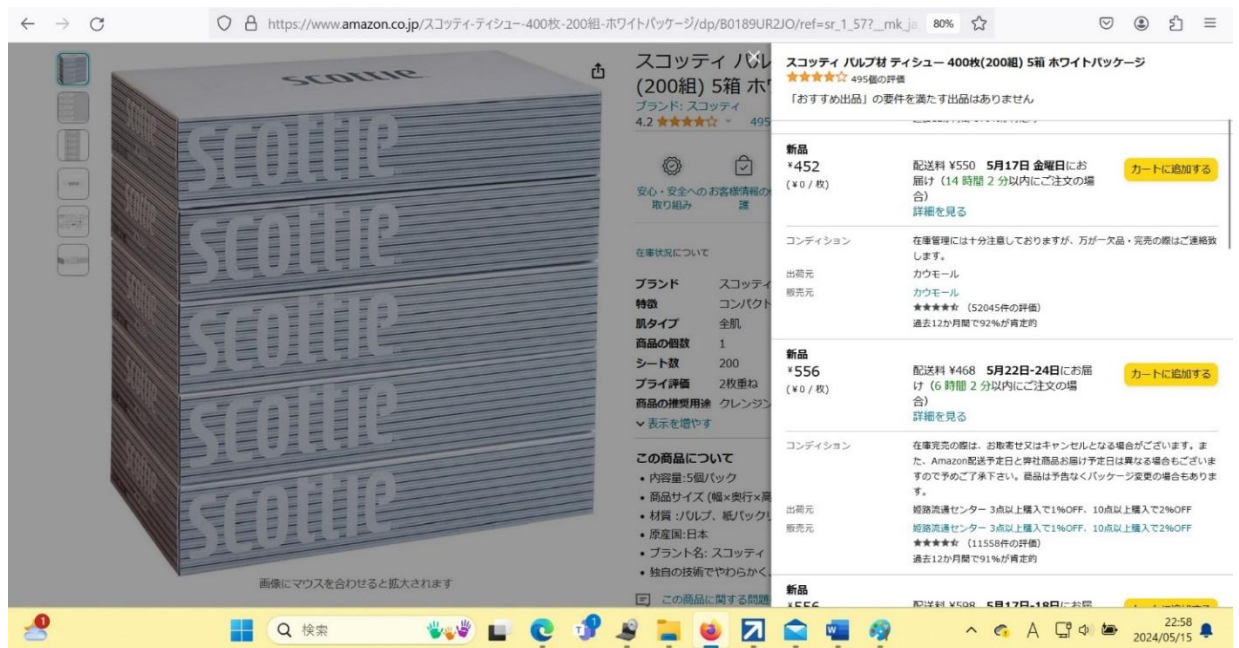 https://www.amazon.co.jp/スコッティ-ティシュー-400枚-200組-ホワイトパッケージ/dp/B0189UR2JO/ref=sr_1_57?__mk_ja
80%
scottie
scottie
scottie
scottie
scottie
scottie
画像にマウスを合わせると拡大されます
スコッティ パル
(200組) 5箱 ホ
ブランド: スコッティ
4.2 ★★★★☆ 495
安心・安全への
取り組み
お客様情報の
護
在庫状況について
ブランド スコッティ
特徴 コンパクト
肌タイプ 全肌
商品の個数 1
シート数 200
プライ評価 2枚重ね
商品の推奨用途 クレンジン
表示を増やす
この商品について
• 内容量:5個パック
• 商品サイズ (幅×奥行×高
• 材質 :パルプ、紙パックリ
• 原産国:日本
• ブランド名: スコッティ
• 独自の技術でやわらかく、
この商品に関する問題
スコッティ パルプ材 ティシュー 400枚(200組) 5箱 ホワイトパッケージ
★★★★☆ 495個の評価
「おすすめ出品」の要件を満たす出品はありません
新品
¥452
(¥0 / 枚)
配送料 ¥550 5月17日 金曜日にお
届け（14 時間 2 分以内にご注文の場
合）
詳細を見る
カートに追加する
コンディション
在庫管理には十分注意しておりますが、万が一欠品・完売の際はご連絡致
します。
出荷元 カウモール
販売元 カウモール
(52045件の評価)
過去12か月間で92%が肯定的
新品
¥556
(¥0 / 枚)
配送料 ¥468 5月22日-24日にお届
け（6 時間 2 分以内にご注文の場
合）
詳細を見る
カートに追加する
コンディション
在庫完売の際は、お取寄せ又はキャンセルとなる場合がございます。ま
た、Amazon配送予定日と弊社商品お届け予定日は異なる場合もございま
すので予めご了承下さい。商品は予告なくパッケージ変更の場合もありま
す。
出荷元 姫路流通センター 3点以上購入で1%OFF、10点以上購入で2%OFF
販売元 姫路流通センター 3点以上購入で1%OFF、10点以上購入で2%OFF
(11558件の評価)
過去12か月間で91%が肯定的
新品
¥556
配送料 ¥598 5月17日-18日にお届
カートに追加する
検索
A
22:58
2024/05/15